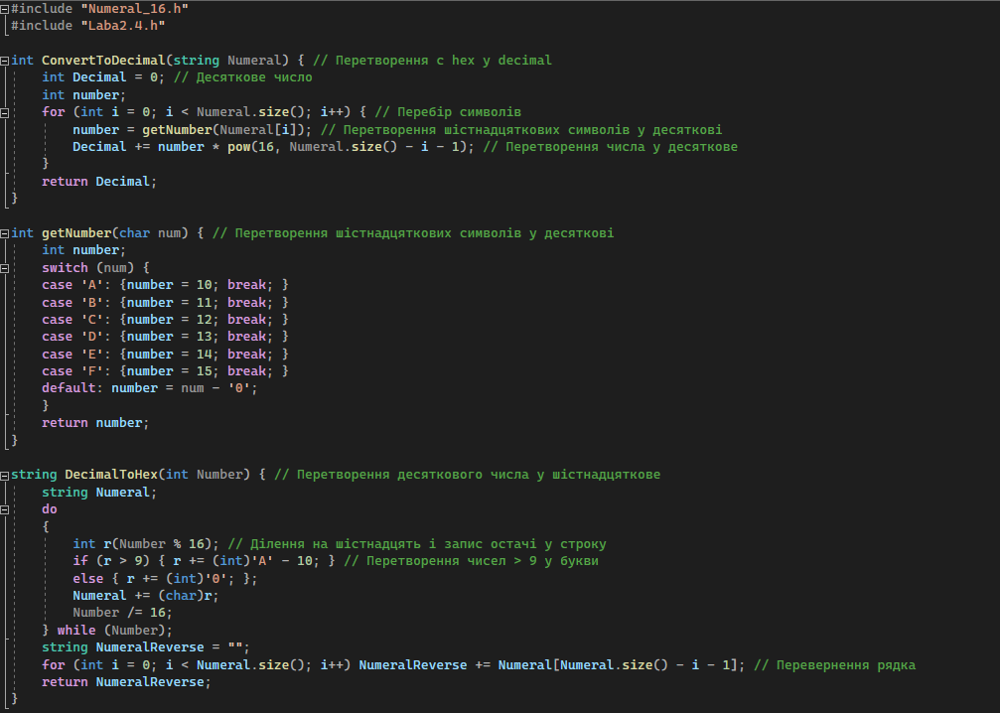 #include "Numeral_16.h"
#include "Laba2.4.h"
int ConvertToDecimal(string Numeral) { // Перетворення с hex у decimal
int Decimal = 0; // Десяткове число
int number;
for (int i = 0; i < Numeral.size(); i++) { // Перебір символів
number = getNumber(Numeral[i]); // Перетворення шістнадцяткових символів у десяткові
Decimal += number * pow(16, Numeral.size() - i - 1); // Перетворення числа у десяткове
}
return Decimal;
}
int getNumber(char num) { // Перетворення шістнадцяткових символів у десяткові
int number;
switch (num) {
case 'A': {number = 10; break; }
case 'B': {number = 11; break; }
case 'C': {number = 12; break; }
case 'D': {number = 13; break; }
case 'E': {number = 14; break; }
case 'F': {number = 15; break; }
default: number = num - '0';
}
return number;
}
string DecimalToHex(int Number) { // Перетворення десяткого числа у шістнадцяткове
string Numeral;
do
{
int r(Number % 16); // Ділення на шістнадцять і запис остачі у строку
if (r > 9) { r += (int)'A' - 10; } // Перетворення чисел > 9 у букви
else { r += (int)'0'; };
Numeral += (char)r;
Number /= 16;
} while (Number);
string NumeralReverse = "";
for (int i = 0; i < Numeral.size(); i++) NumeralReverse += Numeral[Numeral.size() - i - 1]; // Перевернення рядка
return NumeralReverse;
}